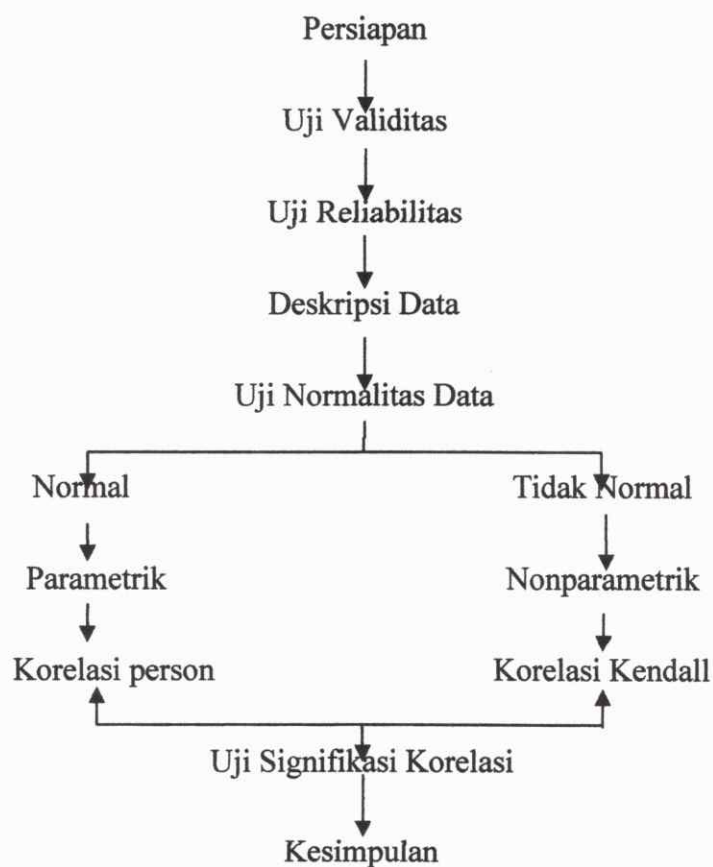 Persiapan
Uji Validitas
Uji Reliabilitas
Deskripsi Data
Uji Normalitas Data
Normal
Tidak Normal
Parametrik
Nonparametrik
Korelasi person
Korelasi Kendall
Uji Signifikasi Korelasi
Kesimpulan